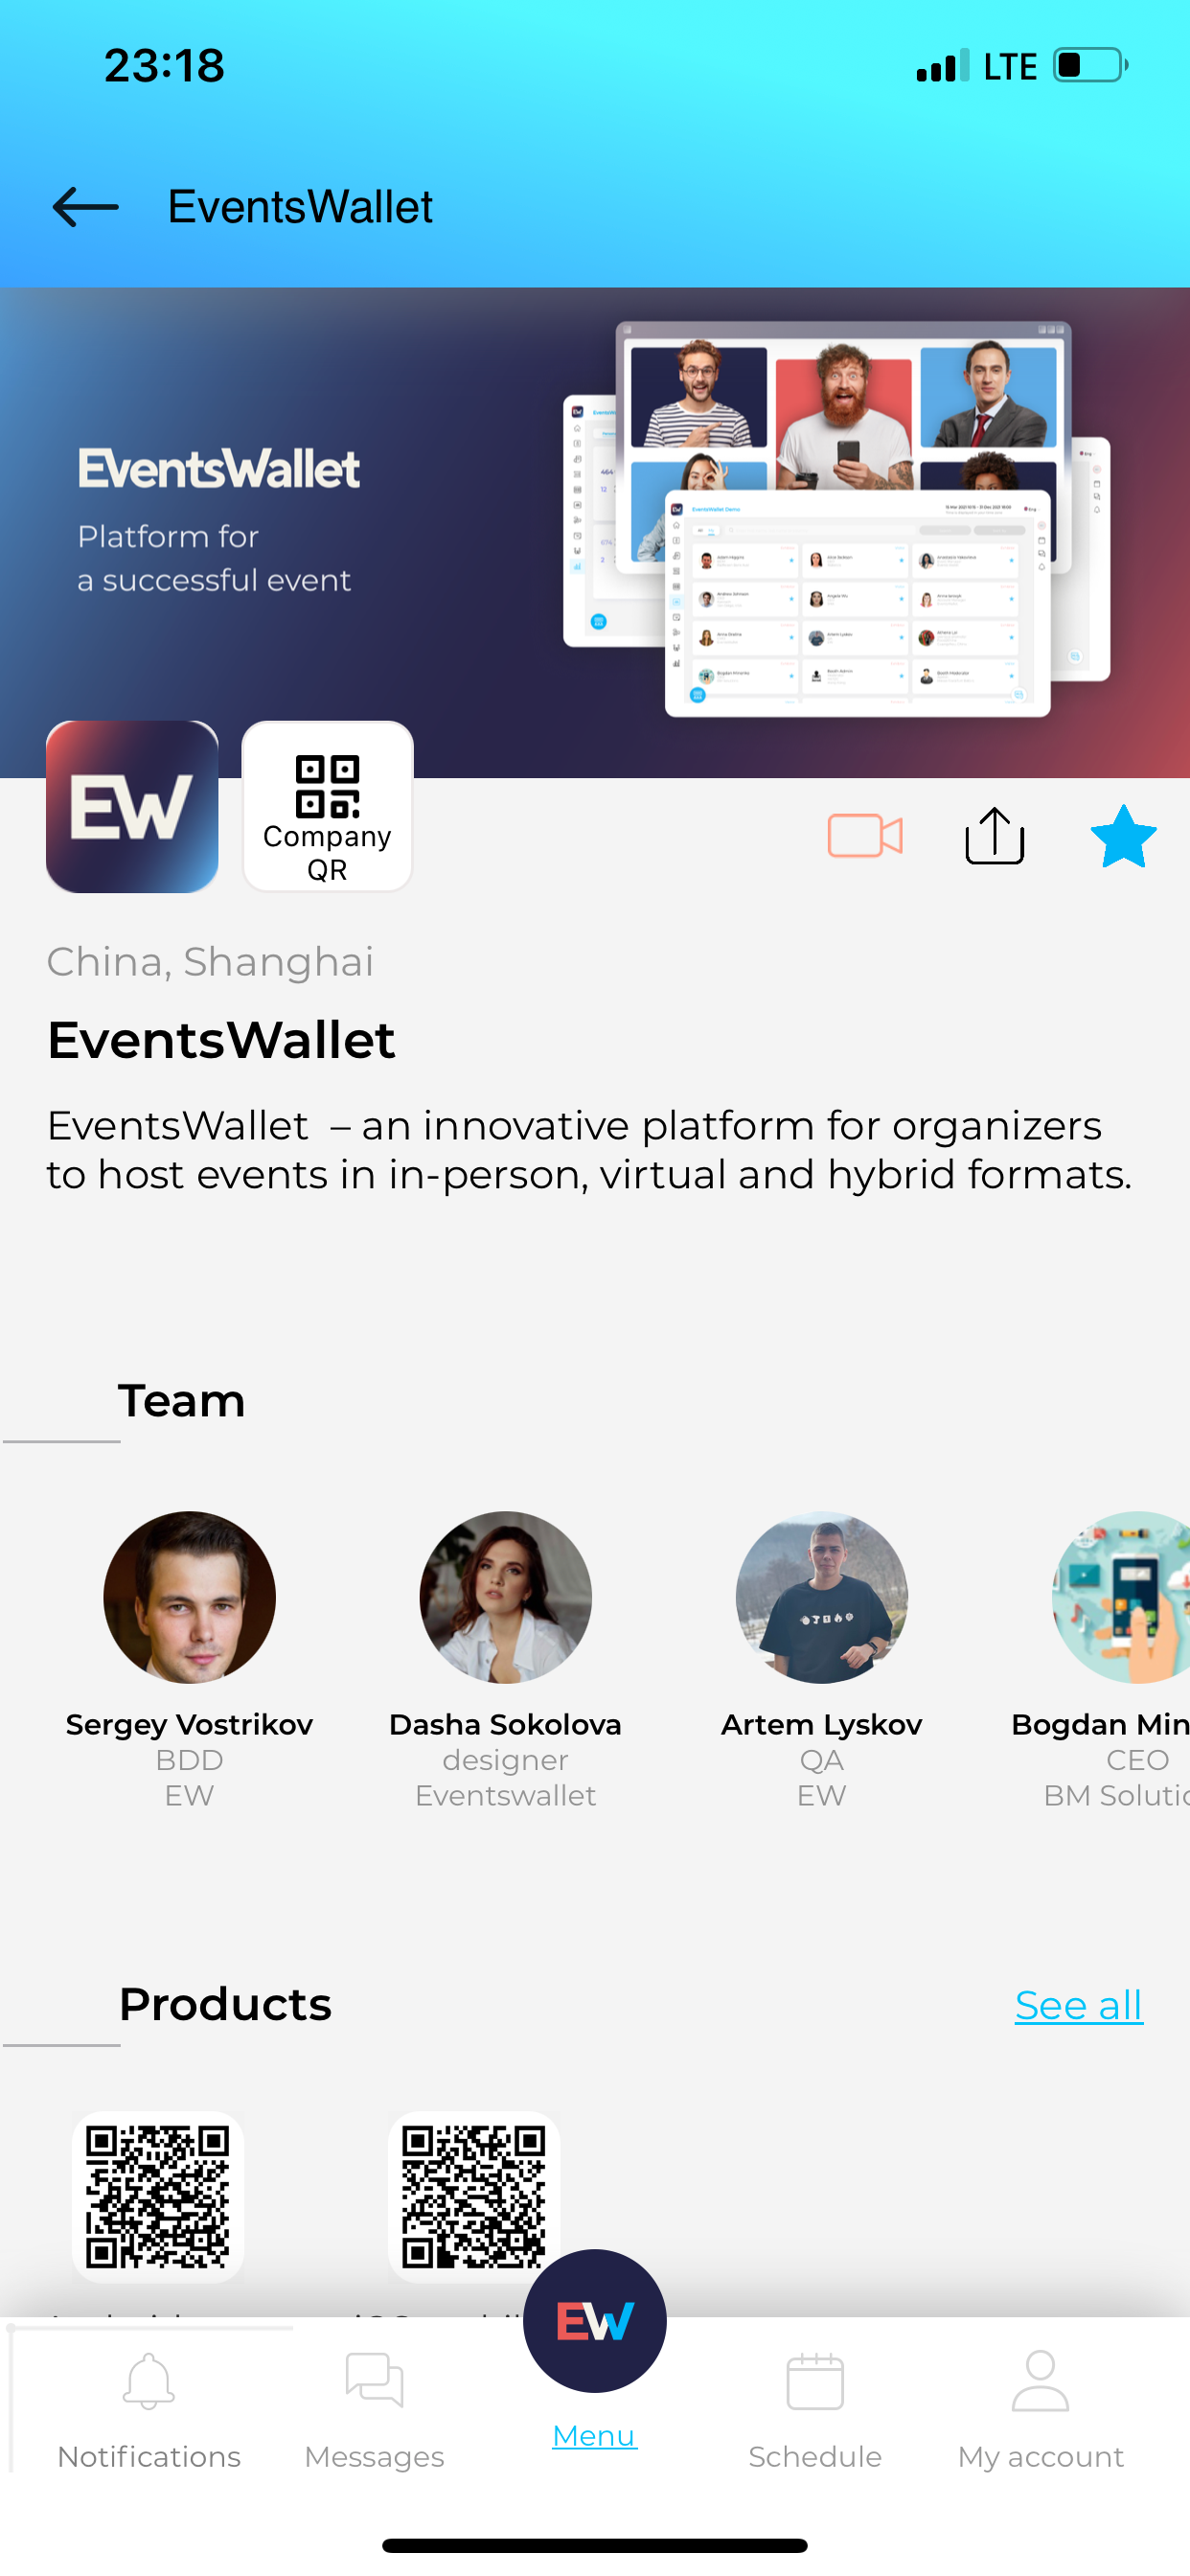 23:18
LTE
EventsWallet
EventsWallet
Platform for
a successful event
EventsWallet Demo
EW
Company
QR
China, Shanghai
EventsWallet
EventsWallet – an innovative platform for organizers
to host events in in-person, virtual and hybrid formats.
Team
Sergey Vostrikov
BDD
EW
Dasha Sokolova
designer
Eventswallet
Artem Lyskov
QA
EW
Bogdan Min
CEO
BM Solutio
Products
See all
EW
Notifications
Messages
Menu
Schedule
My account